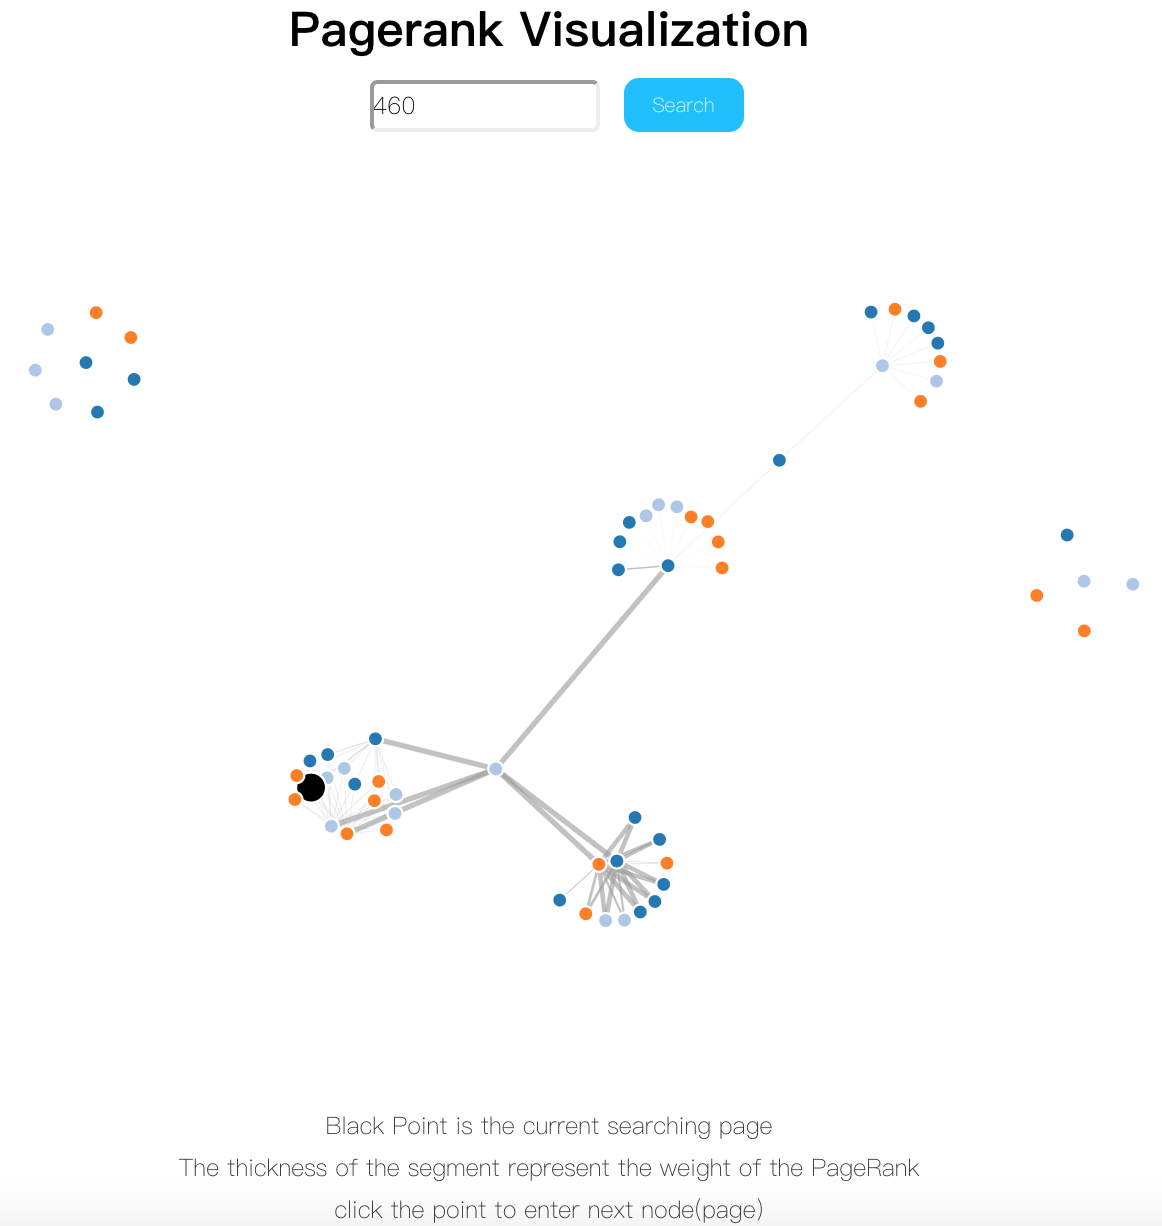 Pagerank Visualization
460
Search
Black Point is the current searching page
The thickness of the segment represent the weight of the PageRank
click the point to enter next node(page)